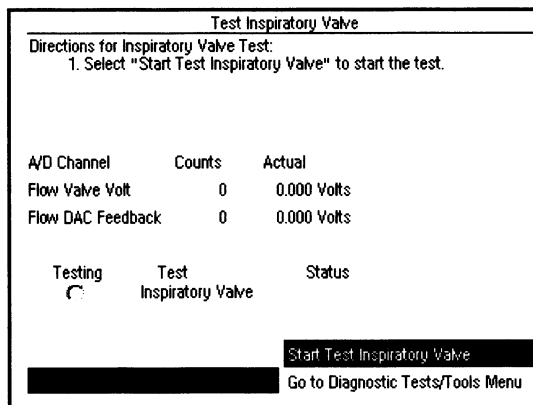 Test Inspiratory Valve
Directions for Inspiratory Valve Test:
1. Select "Start Test Inspiratory Valve" to start the test.
A/D Channel Counts Actual
Flow Valve Volt 0 0.000 Volts
Flow DAC Feedback 0 0.000 Volts
Testing Test Status
Inspiratory Valve
Start Test Inspiratory Valve
Go to Diagnostic Tests/Tools Menu